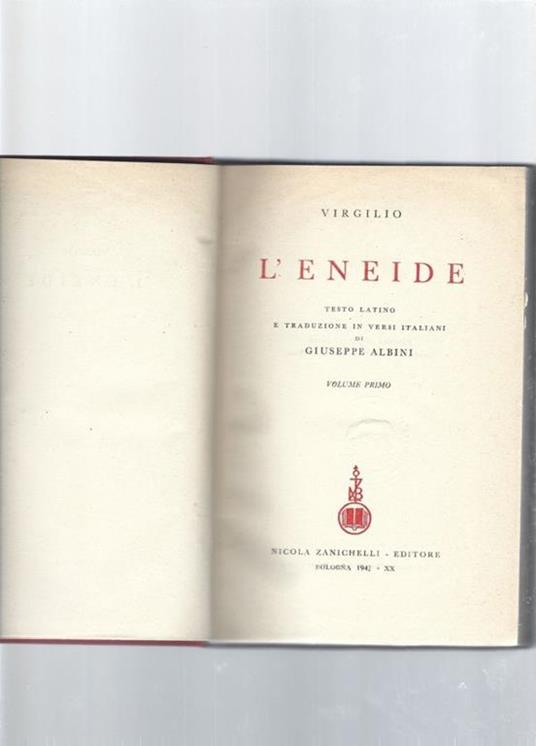 VIRGILIO
L'ENEIDE
TESTO LATINO
E TRADUZIONE IN VERSI ITALIANI
DI
GIUSEPPE ALBINI
VOLUME PRIMO
NICOLA ZANICHELLI - EDITORE
BOLOGNA 1942 - XX